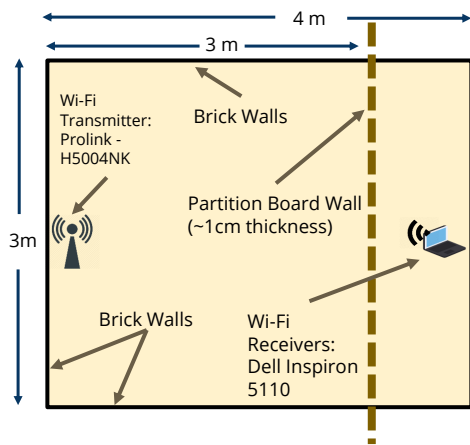 4 m
3 m
Wi-Fi
Transmitter:
Prolink -
H5004NK
Brick Walls
Partition Board Wall
(~1cm thickness)
3m
Brick Walls
Wi-Fi
Receivers:
Dell Inspiron
5110